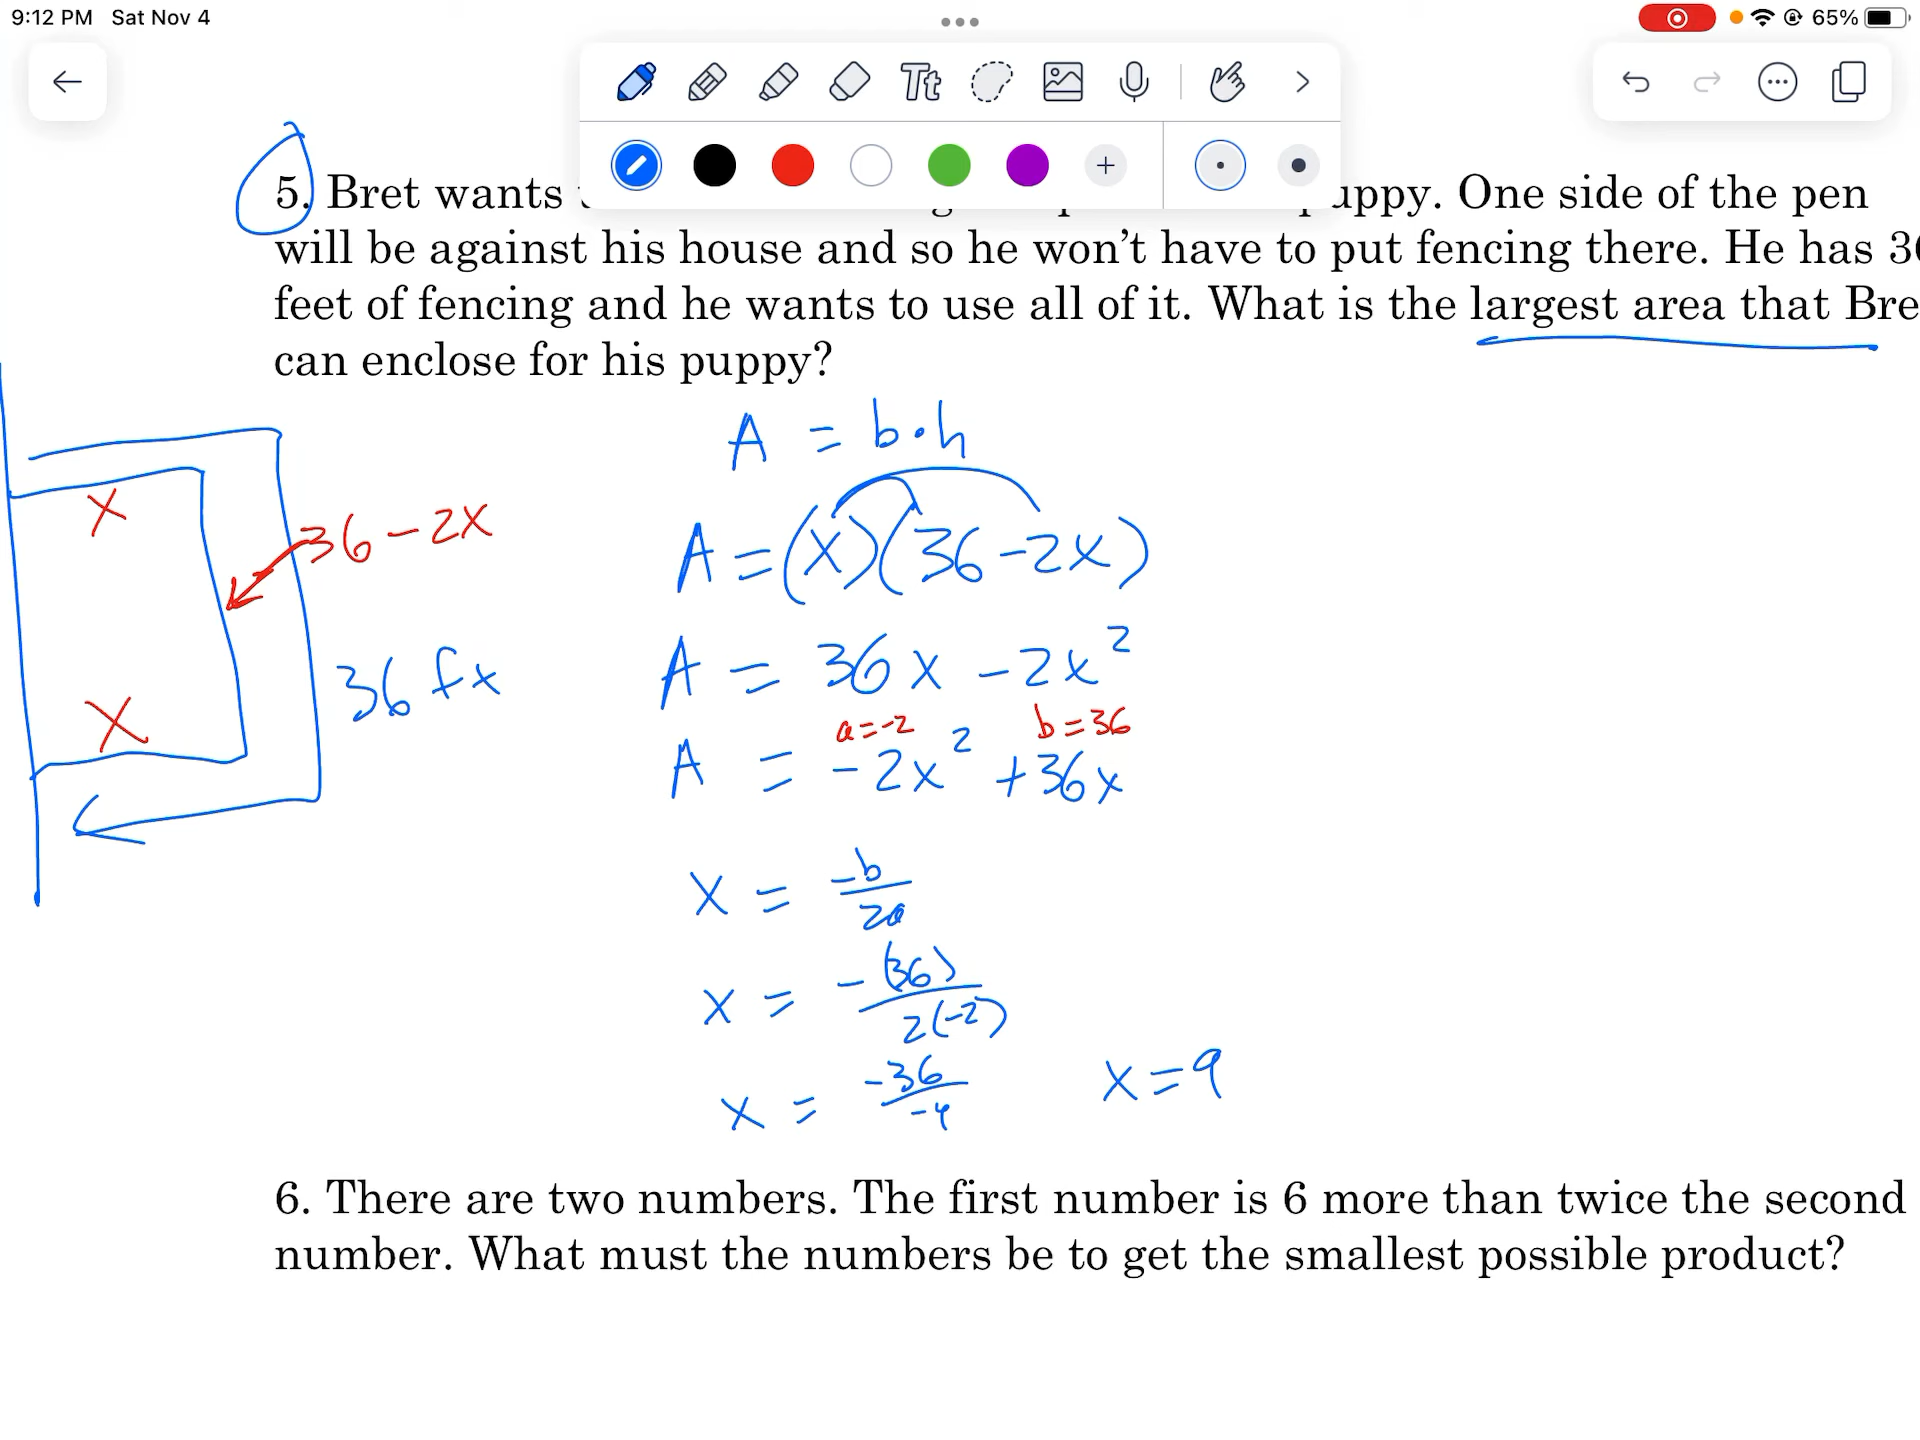 9:12 PM Sat Nov 4
65%
Tt
5. Bret wants
uppy. One side of the pen
will be against his house and so he won't have to put fencing there. He has 36
feet of fencing and he wants to use all of it. What is the largest area that Bre
can enclose for his puppy?
A = b·h
x
36-2x
A = (x)(36-2x)
36 fx
x
A = 36x -2x²
a=-2 b=36
A = -2x² +36x
x = -b/2a
x = -(36)/2(-2)
x = -36/-4
x=9
6. There are two numbers. The first number is 6 more than twice the second
number. What must the numbers be to get the smallest possible product?